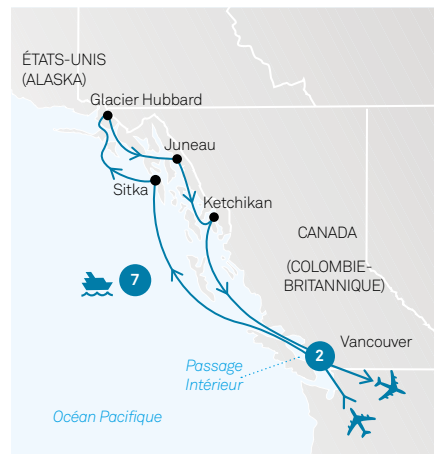 ÉTATS-UNIS
(ALASKA)
Glacier Hubbard
Juneau
Sitka
Ketchikan
CANADA
(COLOMBIE-
BRITANNIQUE)
7
Vancouver
2
Passage
Intérieur
Océan Pacifique